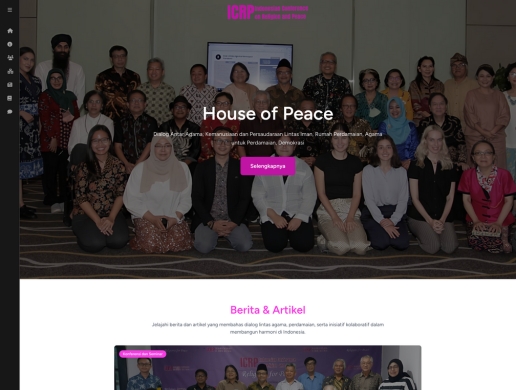 ICRP
House of Peace
Dialog Antar Agama, Kemanusiaan dan Persaudaraan Lintas Iman, Rumah Perdamaian, Agama
untuk Perdamaian, Demokrasi
Selengkapnya
Berita & Artikel
Jelajahi berita dan artikel yang membahas dialog lintas agama, perdamaian, serta inisiatif kolaboratif dalam
membangun harmoni di Indonesia.
Konferensi dan Seminar
ICRP